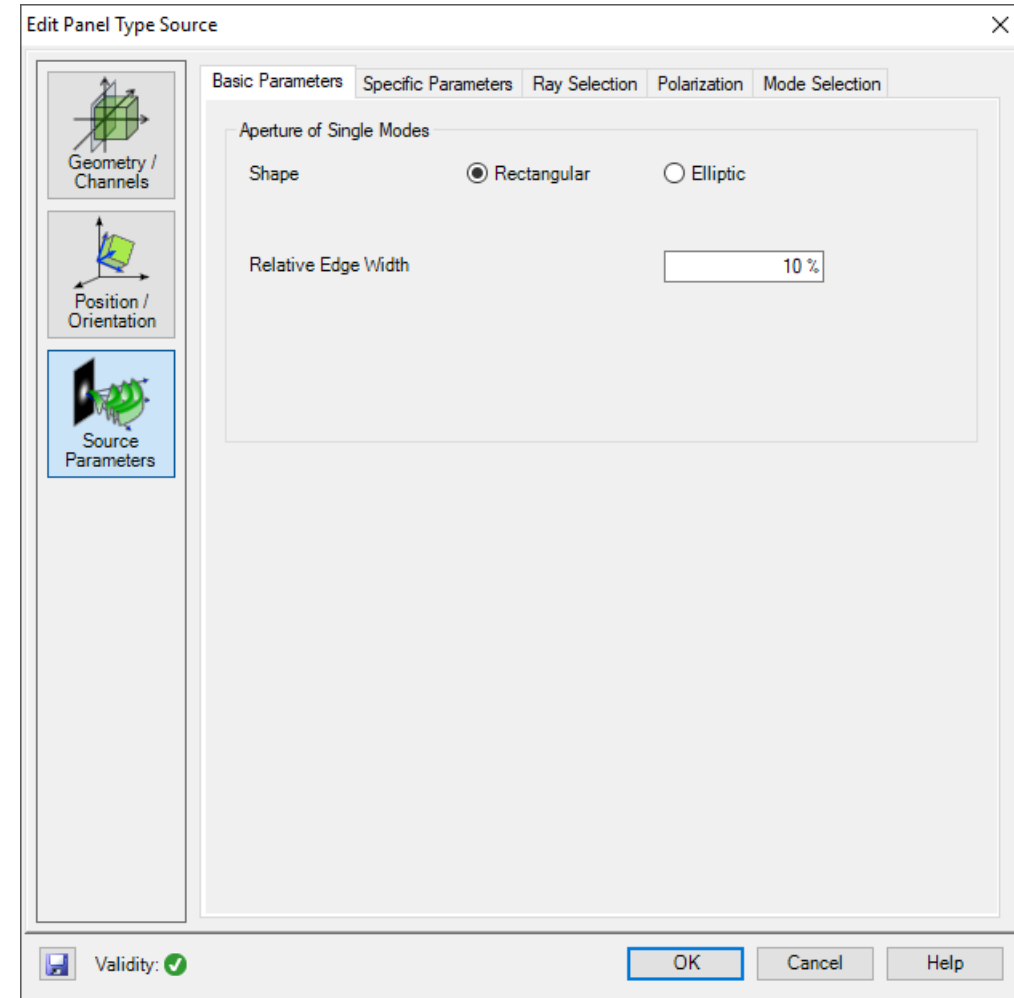 Edit Panel Type Source
Geometry /
Channels
Position /
Orientation
Source
Parameters
Basic Parameters Specific Parameters Ray Selection Polarization Mode Selection
Aperture of Single Modes
Shape Rectangular Elliptic
Relative Edge Width 10 %
Validity: OK Cancel Help